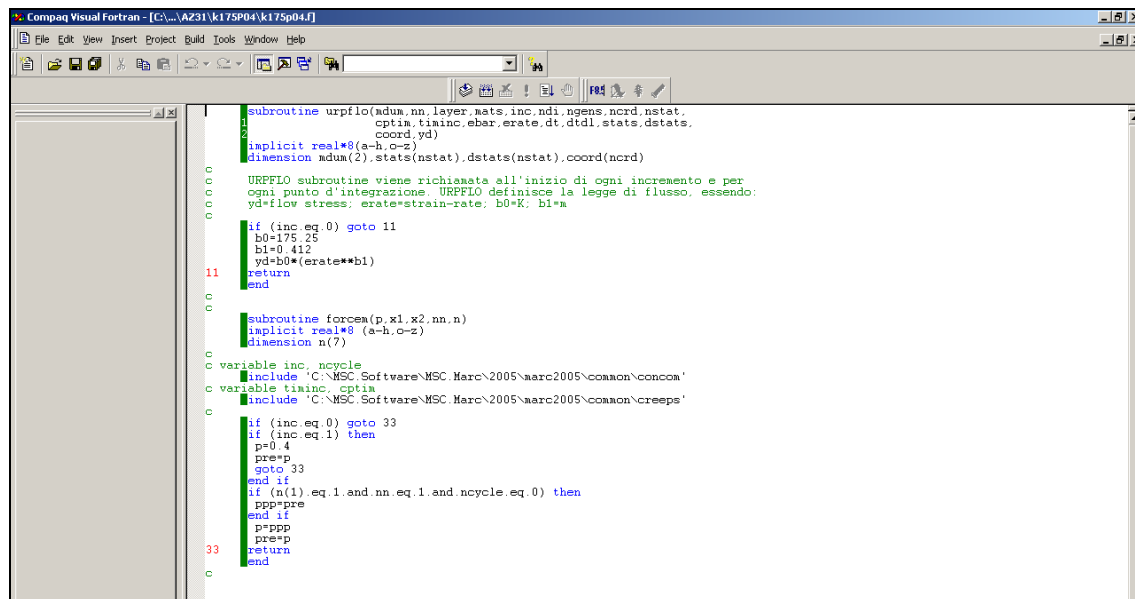 Compaq Visual Fortran - [C:\...\AZ31\k175P04\k175p04.f]
File Edit View Insert Project Build Tools Window Help
subroutine urpflo(mdum,nn,layer,mats,inc,ndi,ngens,ncrd,nstat,
1 cptim,timinc,ebar,erate,dt,dtdl,stats,dstats,
2 coord,yd)
implicit real*8(a-h,o-z)
dimension mdum(2),stats(nstat),dstats(nstat),coord(ncrd)
c
c URPFLO subroutine viene richiamata all'inizio di ogni incremento e per
c ogni punto d'integrazione. URPFLO definisce la legge di flusso, essendo:
c yd=flow stress; erate=strain-rate; b0=K; b1=m
c
if (inc.eq.0) goto 11
b0=175.25
b1=0.412
yd=b0*(erate**b1)
11 return
end
c
c
subroutine forcem(p,x1,x2,nn,n)
implicit real*8 (a-h,o-z)
dimension n(7)
c
c variable inc, ncycle
include 'C:\MSC.Software\MSC.Marc\2005\marc2005\common\concom'
c variable timinc, cptim
include 'C:\MSC.Software\MSC.Marc\2005\marc2005\common\creeps'
c
if (inc.eq.0) goto 33
if (inc.eq.1) then
p=0.4
pre=p
goto 33
end if
if (n(1).eq.1.and.nn.eq.1.and.ncycle.eq.0) then
ppp=pre
end if
p=ppp
pre=p
33 return
end
c